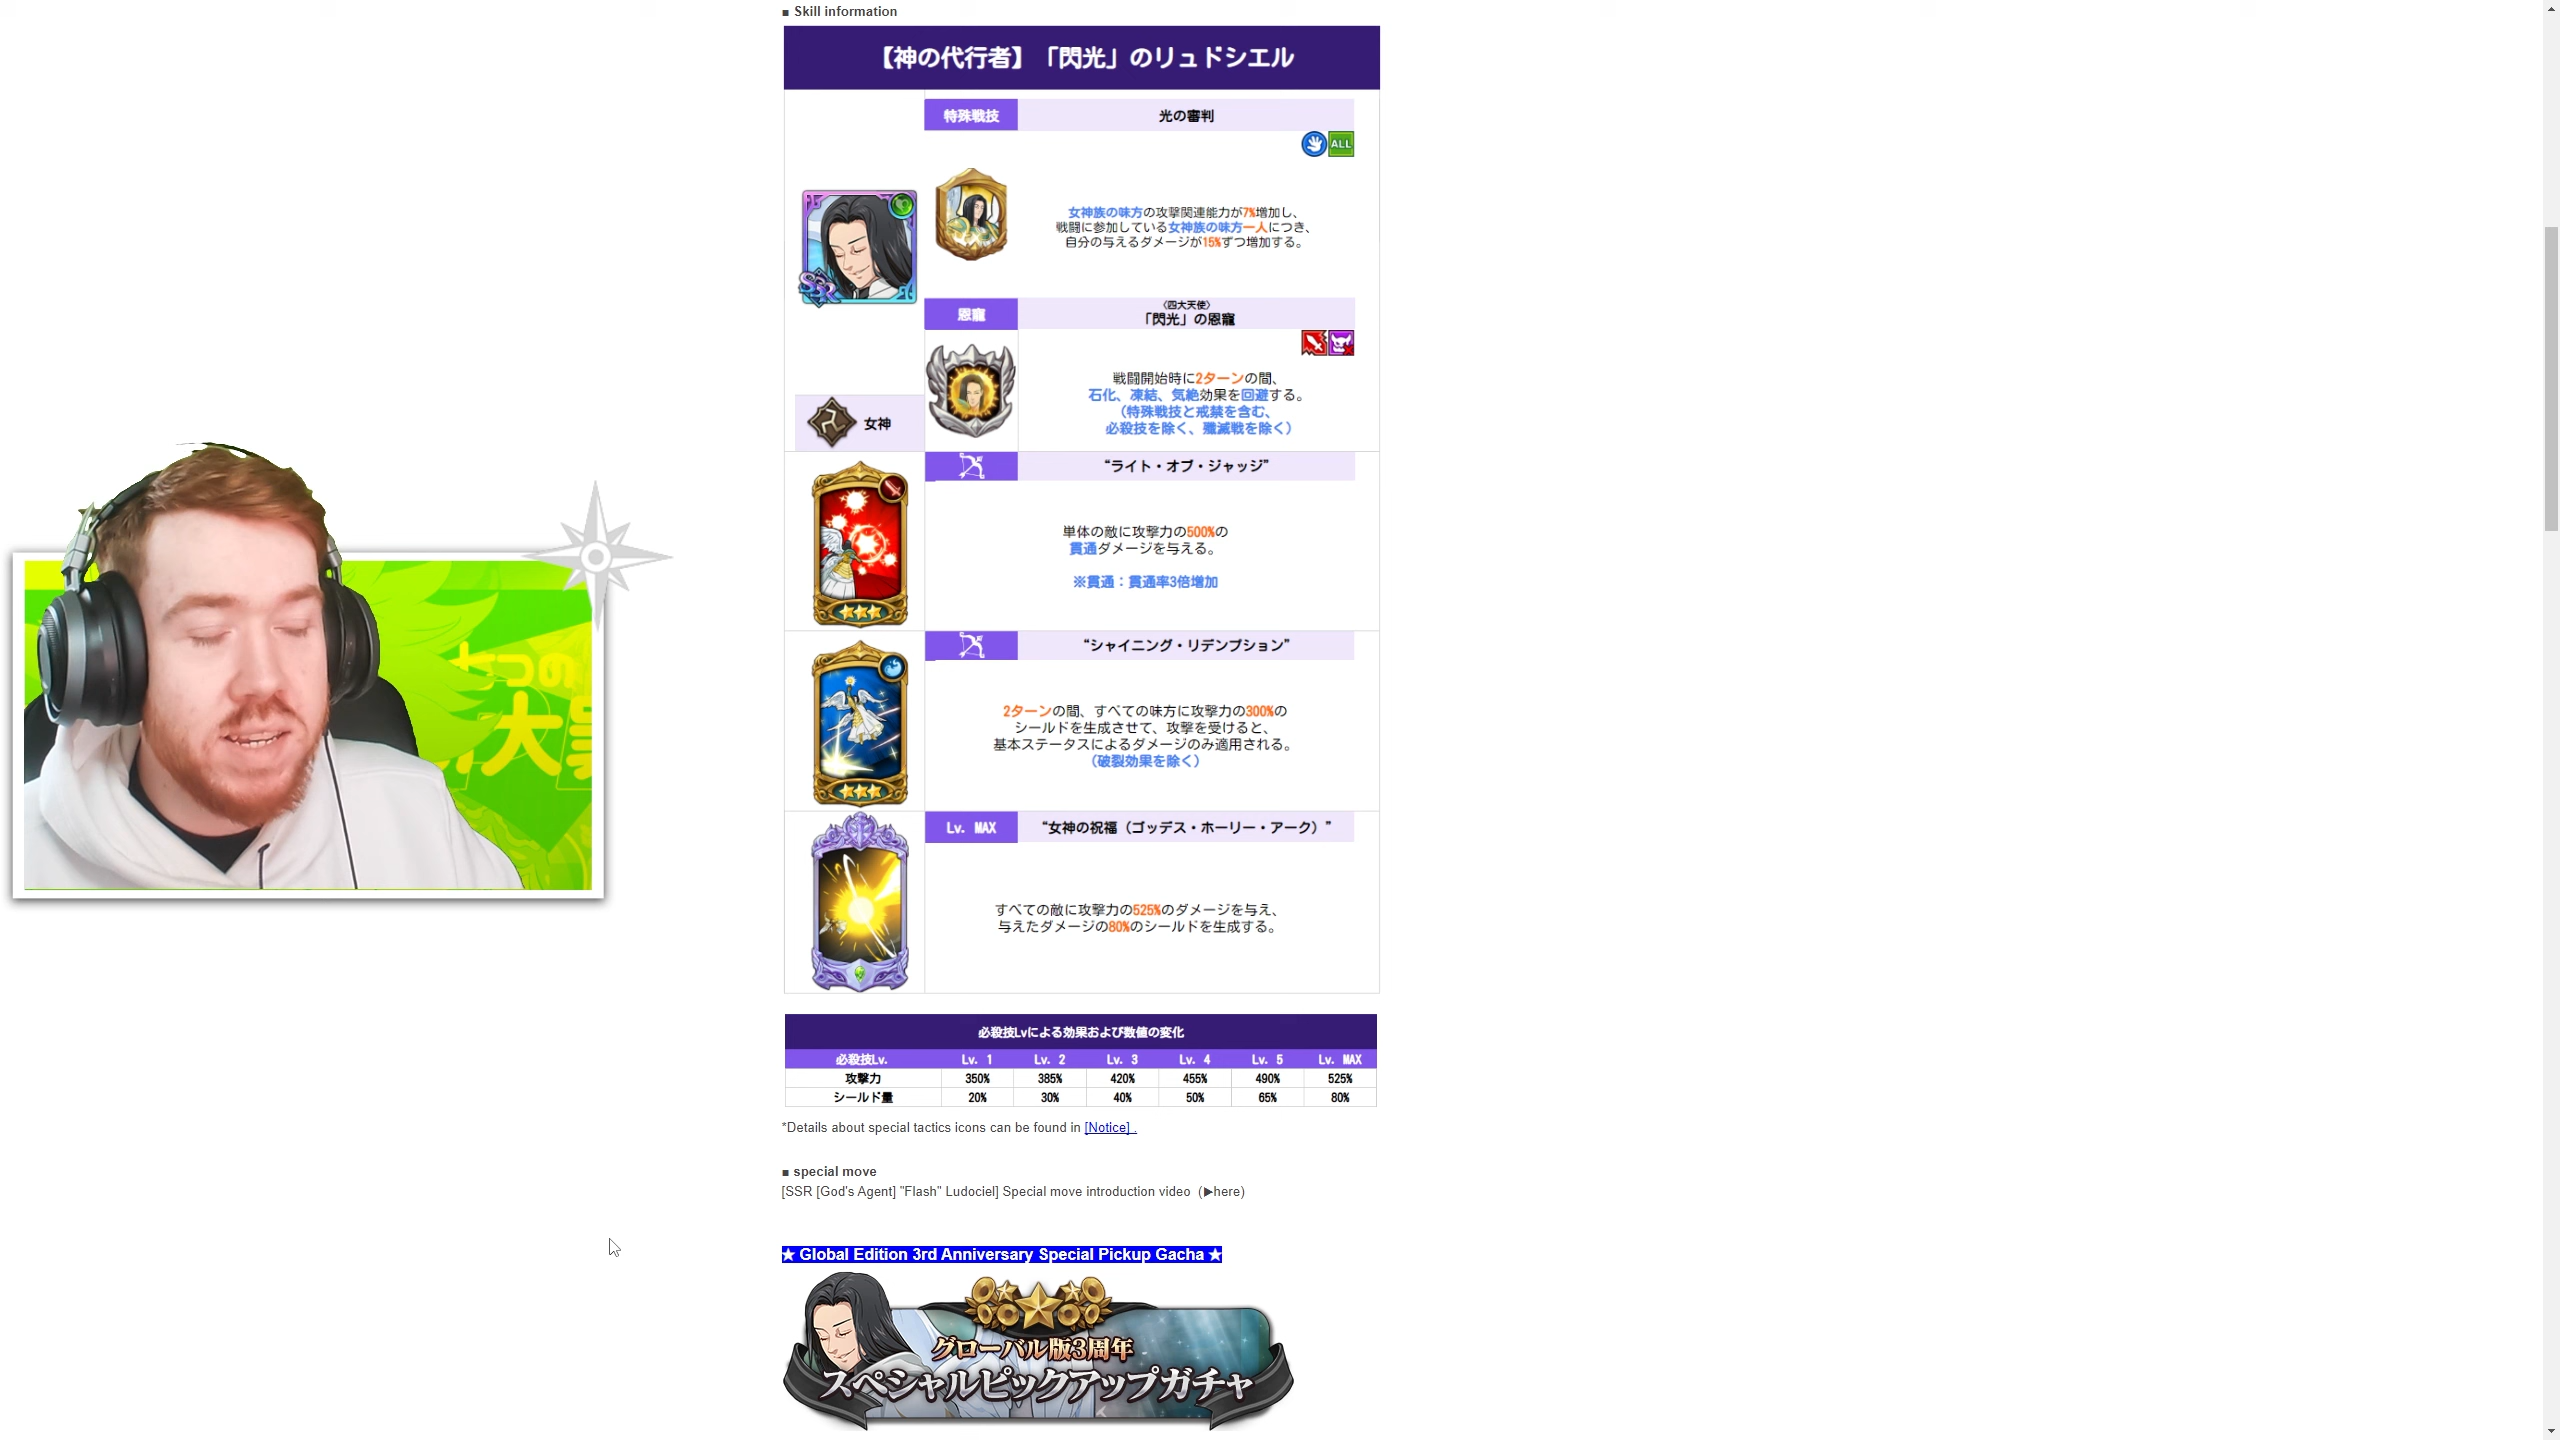 ■ Skill information
【神の代行者】「閃光」のリュドシエル
特殊戦技
光の審判
ALL
女神族の味方の攻撃関連能力が7%増加し、
戦闘に参加している女神族の味方一人につき、
自分の与えるダメージが15%ずつ増加する。
SSR
恩寵
〈四大天使〉
「閃光」の恩寵
戦闘開始時に2ターンの間、
石化、凍結、気絶効果を回避する。
（特殊戦技と戒禁を含む、
必殺技を除く、殲滅戦を除く）
女神
“ライト・オブ・ジャッジ”
単体の敵に攻撃力の500%の
貫通ダメージを与える。
※貫通：貫通率3倍増加
“シャイニング・リデンプション”
2ターンの間、すべての味方に攻撃力の300%の
シールドを生成させて、攻撃を受けると、
基本ステータスによるダメージのみ適用される。
（破裂効果を除く）
Lv. MAX
“女神の祝福（ゴッデス・ホーリー・アーク）”
すべての敵に攻撃力の525%のダメージを与え、
与えたダメージの80%のシールドを生成する。
必殺技Lvによる効果および数値の変化
必殺技Lv. Lv. 1 Lv. 2 Lv. 3 Lv. 4 Lv. 5 Lv. MAX
攻撃力 350% 385% 420% 455% 490% 525%
シールド量 20% 30% 40% 50% 65% 80%
*Details about special tactics icons can be found in [Notice] .
■ special move
[SSR [God's Agent] "Flash" Ludociel] Special move introduction video (▶here)
★ Global Edition 3rd Anniversary Special Pickup Gacha ★
グローバル版3周年
スペシャルピックアップガチャ